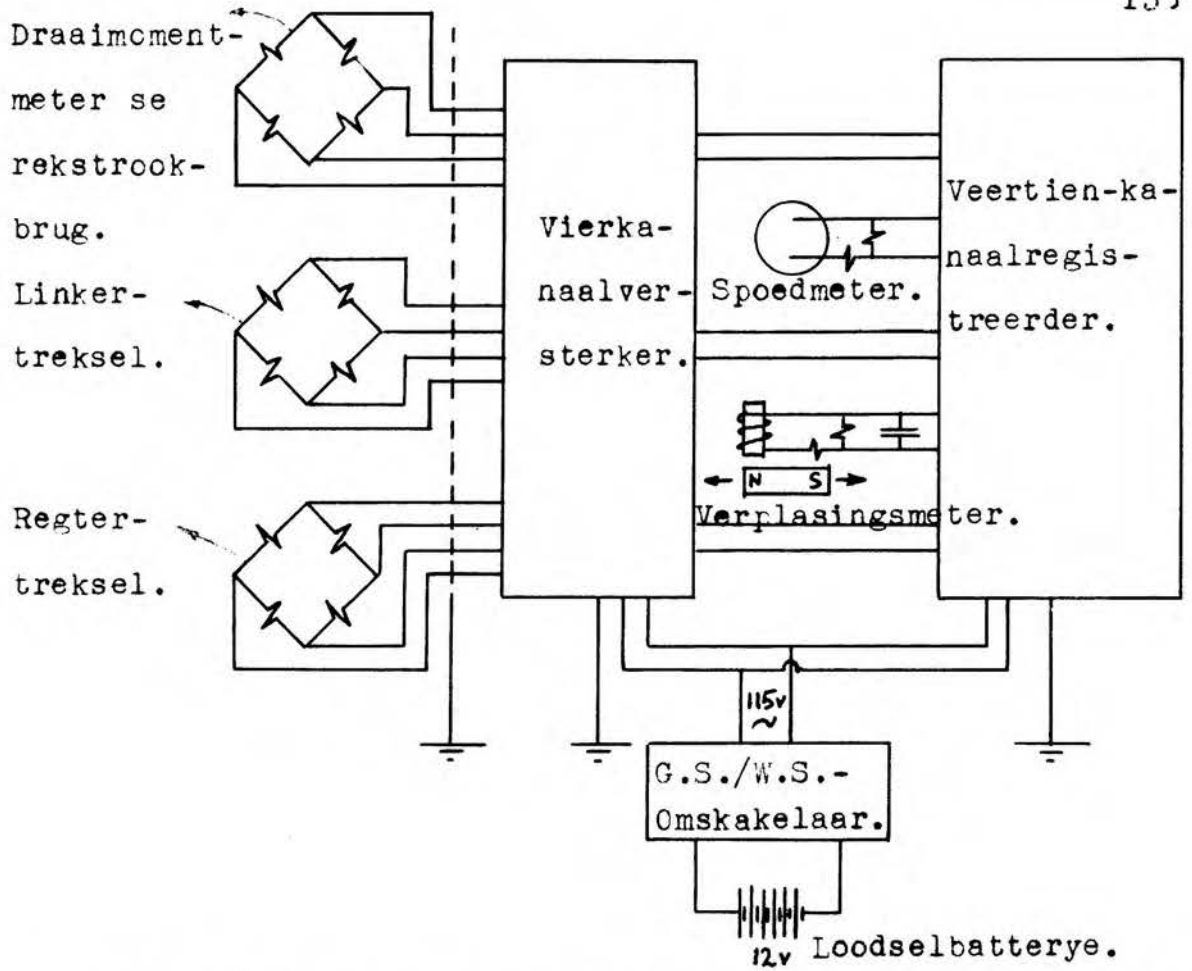 Draaimoment-
meter se
rekstrook-
brug.
Linker-
treksel.
Regter-
treksel.
Vierka-
naalver-
sterker.
Spoedmeter.
N S
Verplasingsmeter.
Veertien-ka-
naalregis-
treerder.
115v
~
G.S./W.S.-
Omskakelaar.
12v Loodselbatterye.